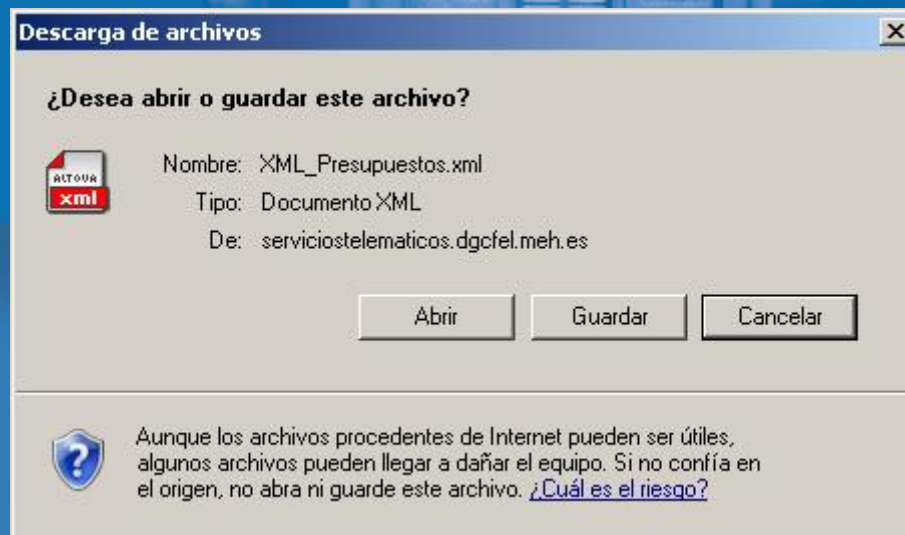 Descarga de archivos
¿Desea abrir o guardar este archivo?
ALTOVA
xml
Nombre: XML_Presupuestos.xml
Tipo: Documento XML
De: serviciostelematicos.dgcfel.meh.es
Abrir
Guardar
Cancelar
Aunque los archivos procedentes de Internet pueden ser útiles,
algunos archivos pueden llegar a dañar el equipo. Si no confía en
el origen, no abra ni guarde este archivo. ¿Cuál es el riesgo?